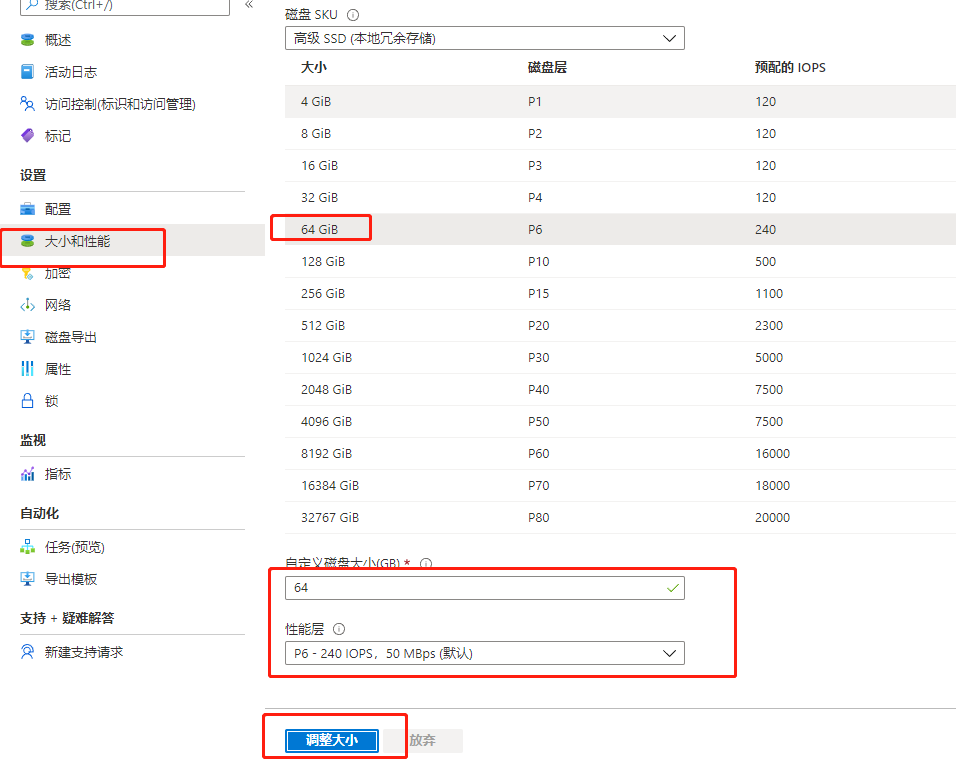 搜索(Ctrl+/)
«
概述
活动日志
访问控制(标识和访问管理)
标记
设置
配置
大小和性能
加密
网络
磁盘导出
属性
锁
监视
指标
自动化
任务(预览)
导出模板
支持 + 疑难解答
新建支持请求
磁盘 SKU
高级 SSD (本地冗余存储)
大小 磁盘层 预配的 IOPS
4 GiB P1 120
8 GiB P2 120
16 GiB P3 120
32 GiB P4 120
64 GiB P6 240
128 GiB P10 500
256 GiB P15 1100
512 GiB P20 2300
1024 GiB P30 5000
2048 GiB P40 7500
4096 GiB P50 7500
8192 GiB P60 16000
16384 GiB P70 18000
32767 GiB P80 20000
自定义磁盘大小(GB) *
64
性能层
P6 - 240 IOPS，50 MBps (默认)
调整大小 放弃